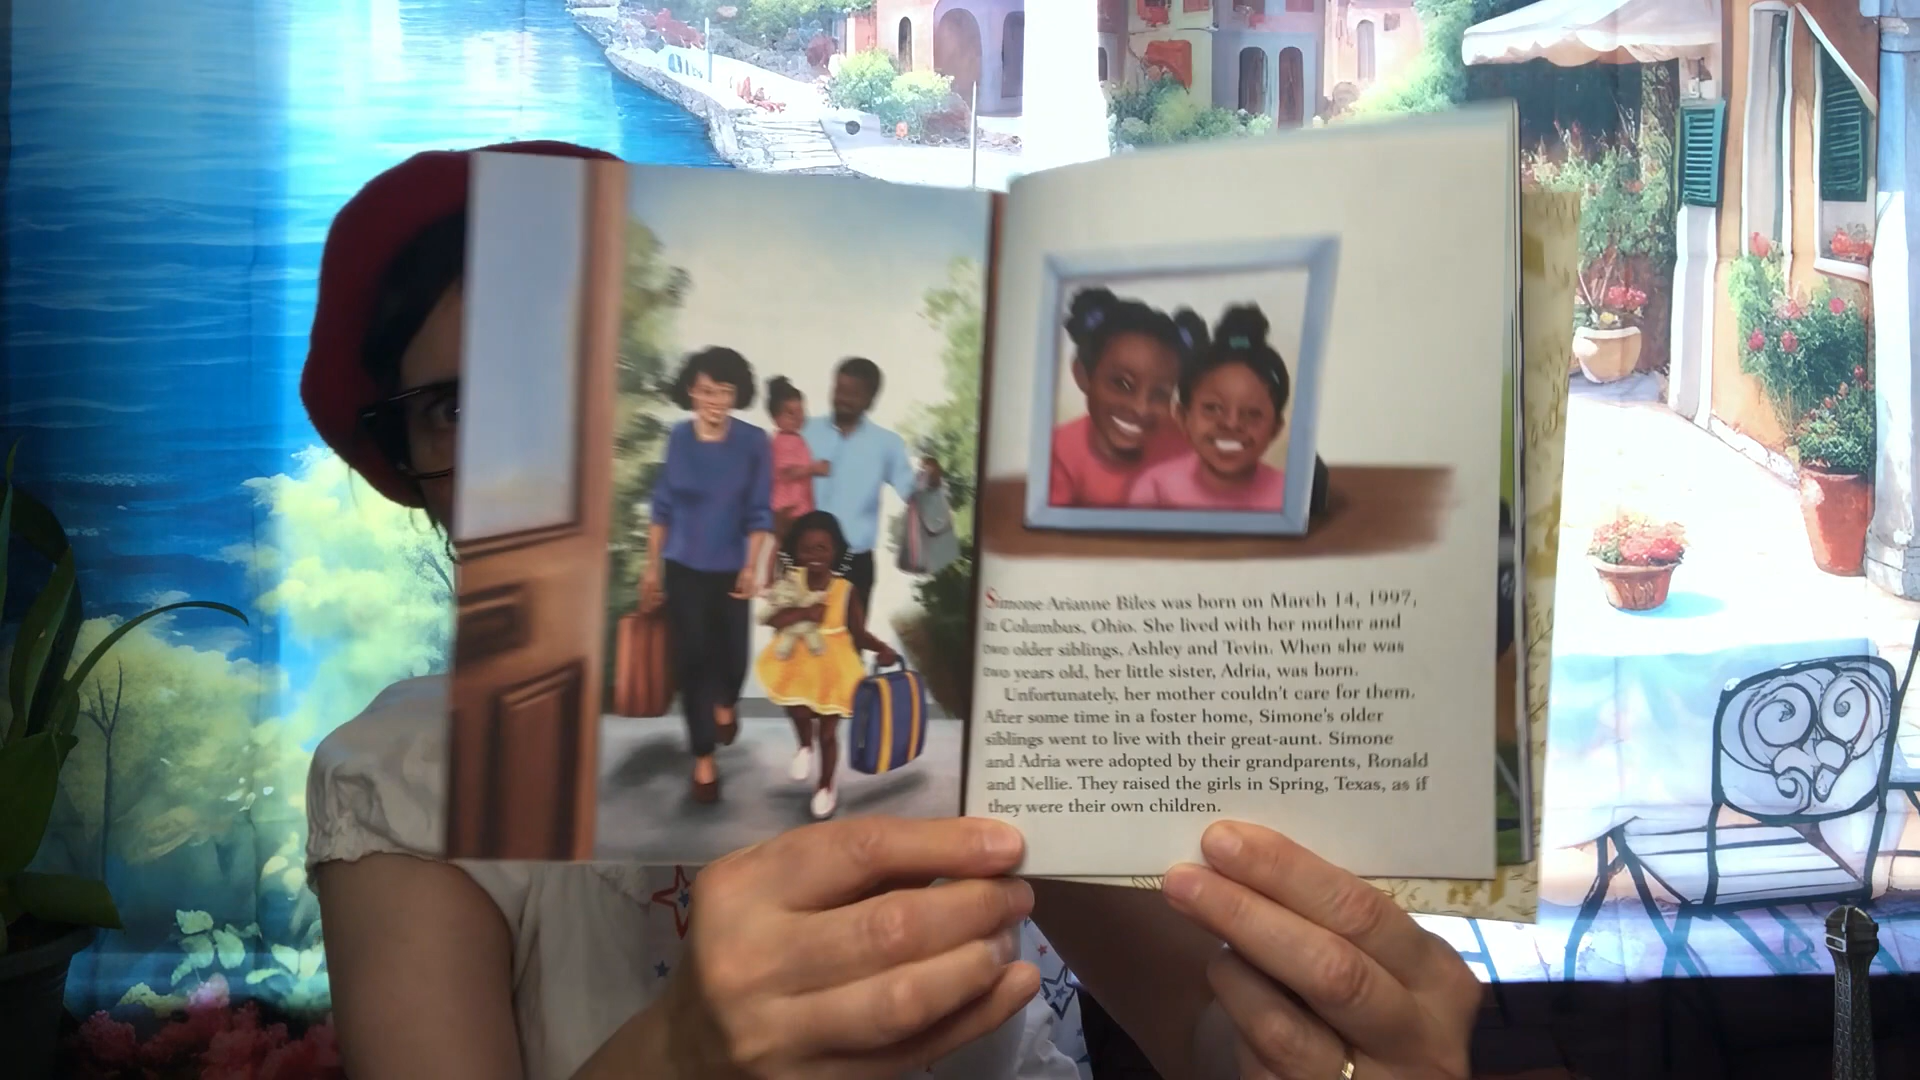 Simone Arianne Biles was born on March 14, 1997,
in Columbus, Ohio. She lived with her mother and
two older siblings, Ashley and Tevin. When she was
two years old, her little sister, Adria, was born.
Unfortunately, her mother couldn't care for them.
After some time in a foster home, Simone's older
siblings went to live with their great-aunt. Simone
and Adria were adopted by their grandparents, Ronald
and Nellie. They raised the girls in Spring, Texas, as if
they were their own children.